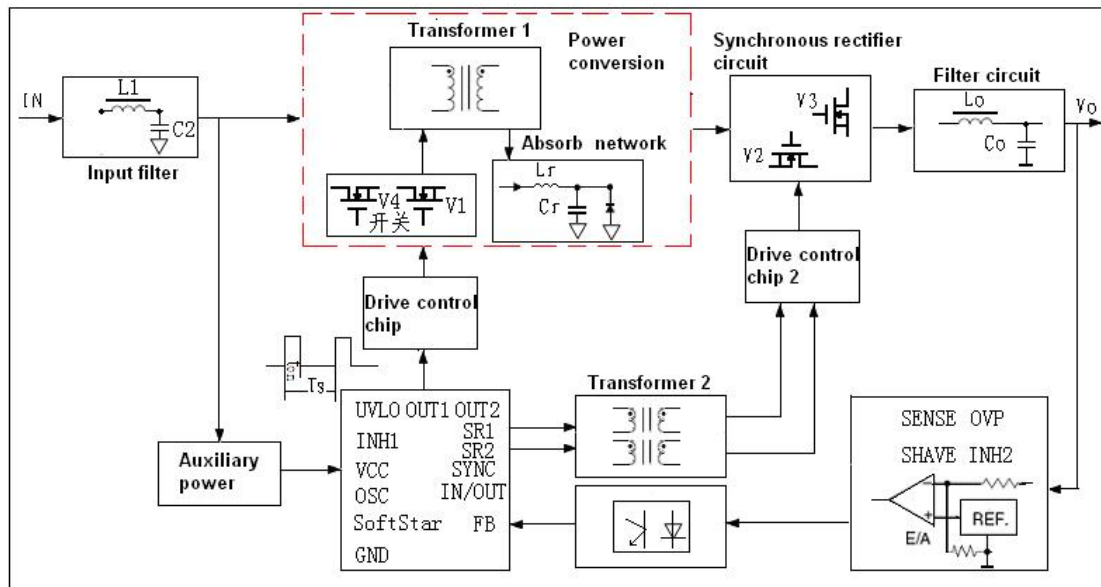 Transformer 1
Power
conversion
Synchronous rectifier
circuit
Filter circuit
IN
L1
C2
Input filter
V3
V2
Lo
Co
Vo
Absorb network
Lr
Cr
V4
V1
开关
Drive control
chip
Drive control
chip 2
Ton
Ts
Transformer 2
UVLO OUT1 OUT2
SR1
INH1
SR2
VCC
SYNC
OSC
IN/OUT
SoftStar
FB
GND
Auxiliary
power
SENSE OVP
SHAVE INH2
REF.
E/A